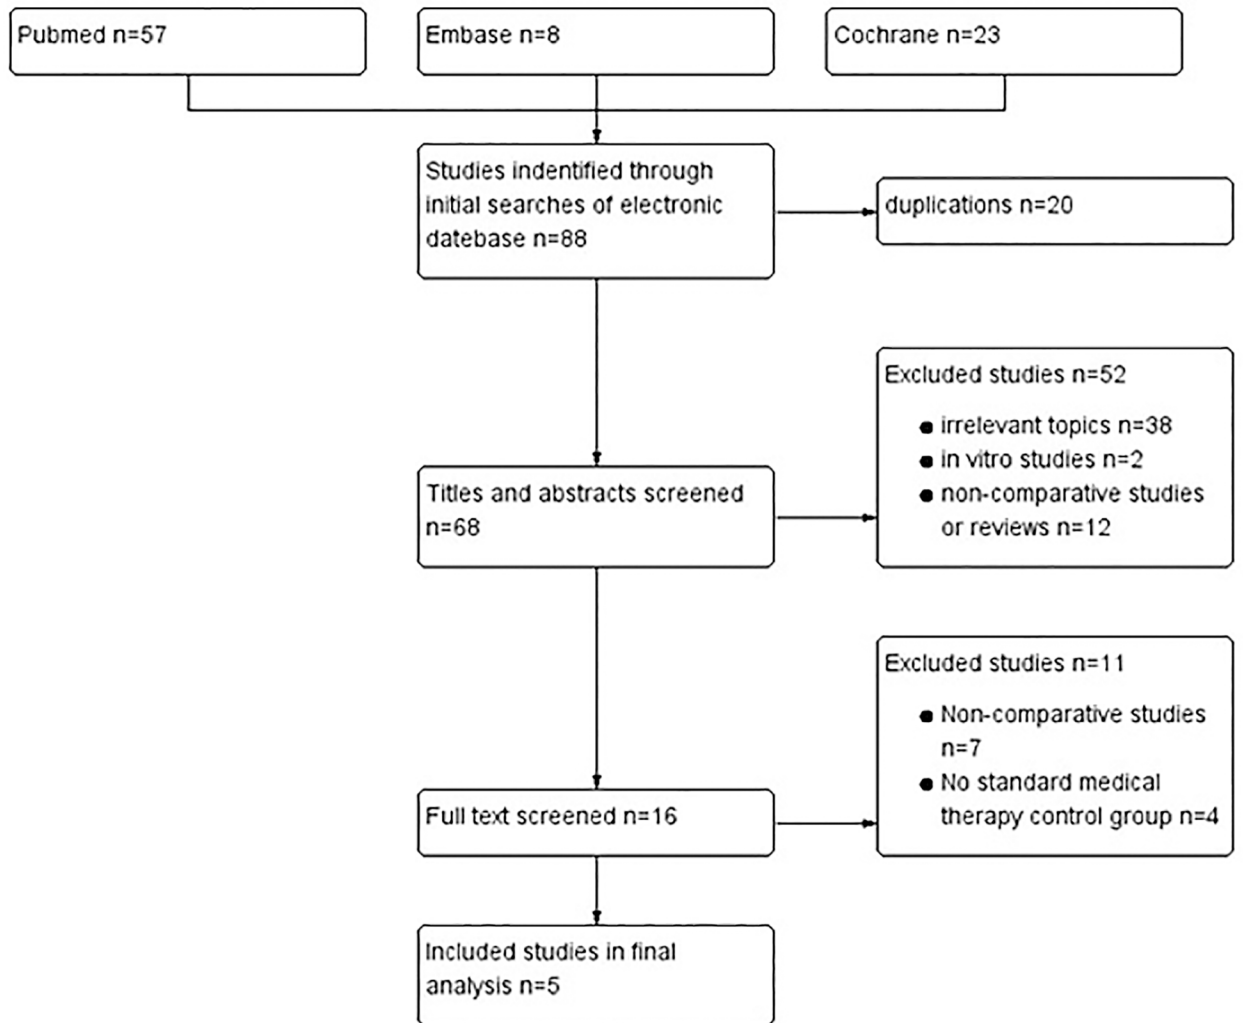 Pubmed n=57
Embase n=8
Cochrane n=23
Studies indentified through
initial searches of electronic
datebase n=88
duplications n=20
Excluded studies n=52
● irrelevant topics n=38
● in vitro studies n=2
● non-comparative studies
or reviews n=12
Titles and abstracts screened
n=68
Excluded studies n=11
● Non-comparative studies
n=7
● No standard medical
therapy control group n=4
Full text screened n=16
Included studies in final
analysis n=5